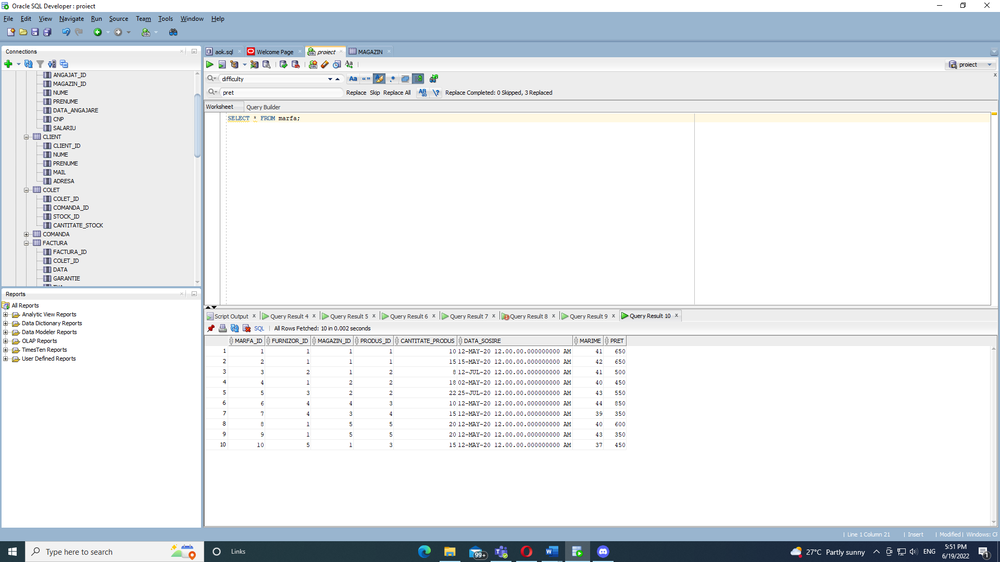 Oracle SQL Developer : proiect
File Edit View Navigate Run Source Team Tools Window Help
Connections
ANGAJAT_ID
MAGAZIN_ID
NUME
PRENUME
DATA_ANGAJARE
CNP
SALARIU
CLIENT
CLIENT_ID
NUME
PRENUME
MAIL
ADRESA
COLET
COLET_ID
COMANDA_ID
STOCK_ID
CANTITATE_STOCK
COMANDA
FACTURA
FACTURA_ID
COLET_ID
DATA
GARANTIE
Reports
All Reports
Analytic View Reports
Data Dictionary Reports
Data Modeler Reports
OLAP Reports
TimesTen Reports
User Defined Reports
aok.sql Welcome Page proiect MAGAZIN
proiect
difficulty
pret Replace Skip Replace All Replace Completed: 0 Skipped, 3 Replaced
Worksheet Query Builder
SELECT * FROM marfa;
Script Output Query Result 4 Query Result 5 Query Result 6 Query Result 7 Query Result 8 Query Result 9 Query Result 10
SQL All Rows Fetched: 10 in 0.002 seconds
MARFA_ID FURNIZOR_ID MAGAZIN_ID PRODUS_ID CANTITATE_PRODUS DATA_SOSIRE MARIME PRET
1 1 1 1 1 10 12-MAY-20 12.00.00.000000000 AM 41 650
2 2 1 1 1 15 15-MAY-20 12.00.00.000000000 AM 42 650
3 3 2 1 2 8 12-JUL-20 12.00.00.000000000 AM 41 500
4 4 1 2 2 18 02-MAY-20 12.00.00.000000000 AM 40 450
5 5 3 2 2 22 25-JUL-20 12.00.00.000000000 AM 43 550
6 6 4 4 3 10 12-MAY-20 12.00.00.000000000 AM 44 850
7 7 4 3 4 15 12-MAY-20 12.00.00.000000000 AM 39 350
8 8 1 5 5 20 12-MAY-20 12.00.00.000000000 AM 40 600
9 9 1 5 5 20 12-MAY-20 12.00.00.000000000 AM 43 350
10 10 5 1 3 15 12-MAY-20 12.00.00.000000000 AM 37 450
Line 1 Column 21 Insert Modified Windows: CF
Type here to search Links 99+ 27°C Partly sunny ENG 5:51 PM
6/19/2022 1